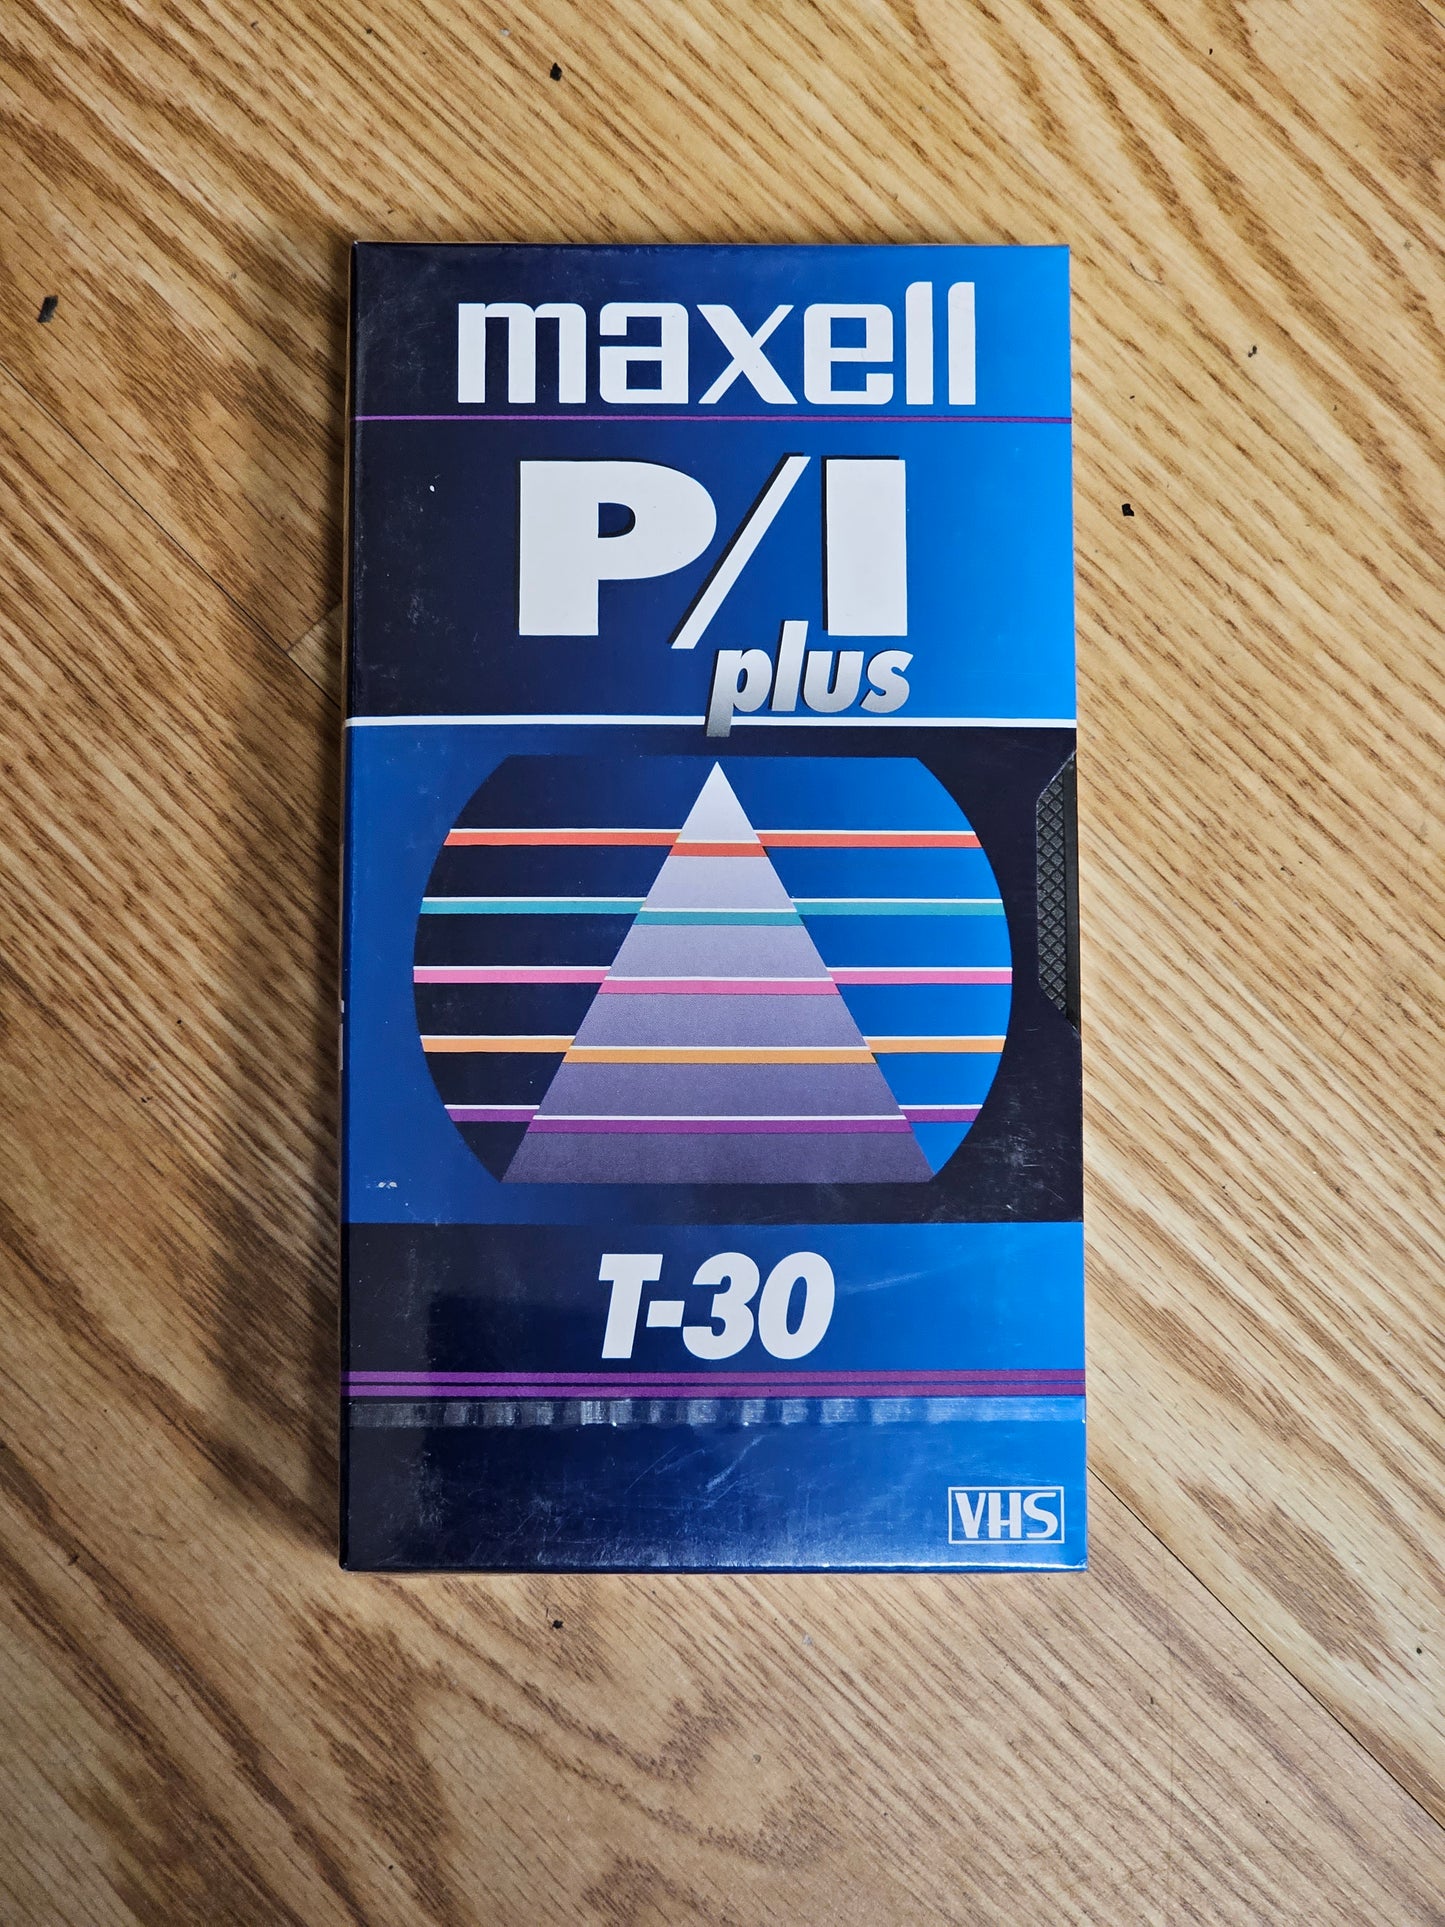 maxell
P/I
plus
T-30
VHS